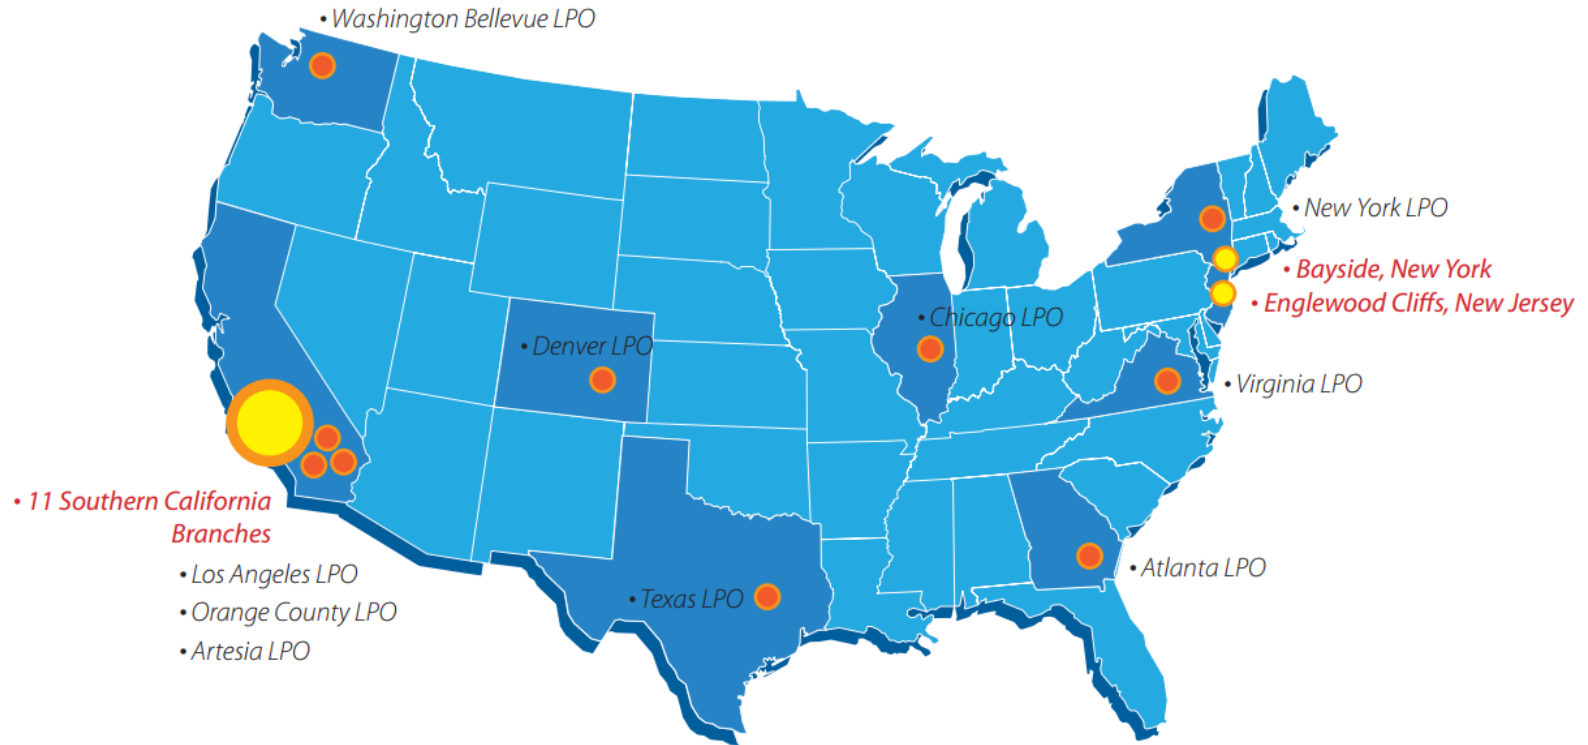 • Washington Bellevue LPO
• New York LPO
• Bayside, New York
• Englewood Cliffs, New Jersey
• Chicago LPO
• Denver LPO
• Virginia LPO
• 11 Southern California
Branches
• Los Angeles LPO
• Orange County LPO
• Artesia LPO
• Atlanta LPO
• Texas LPO